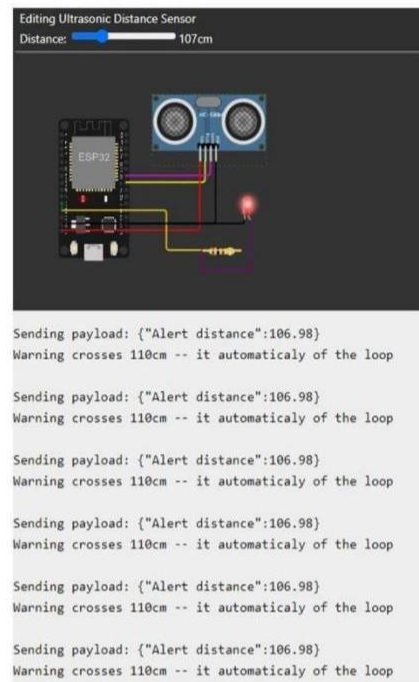 Editing Ultrasonic Distance Sensor
Distance: 107cm
HC-SR04
ESP32
Sending payload: {"Alert distance":106.98}
Warning crosses 110cm -- it automaticaly of the loop
Sending payload: {"Alert distance":106.98}
Warning crosses 110cm -- it automaticaly of the loop
Sending payload: {"Alert distance":106.98}
Warning crosses 110cm -- it automaticaly of the loop
Sending payload: {"Alert distance":106.98}
Warning crosses 110cm -- it automaticaly of the loop
Sending payload: {"Alert distance":106.98}
Warning crosses 110cm -- it automaticaly of the loop
Sending payload: {"Alert distance":106.98}
Warning crosses 110cm -- it automaticaly of the loop